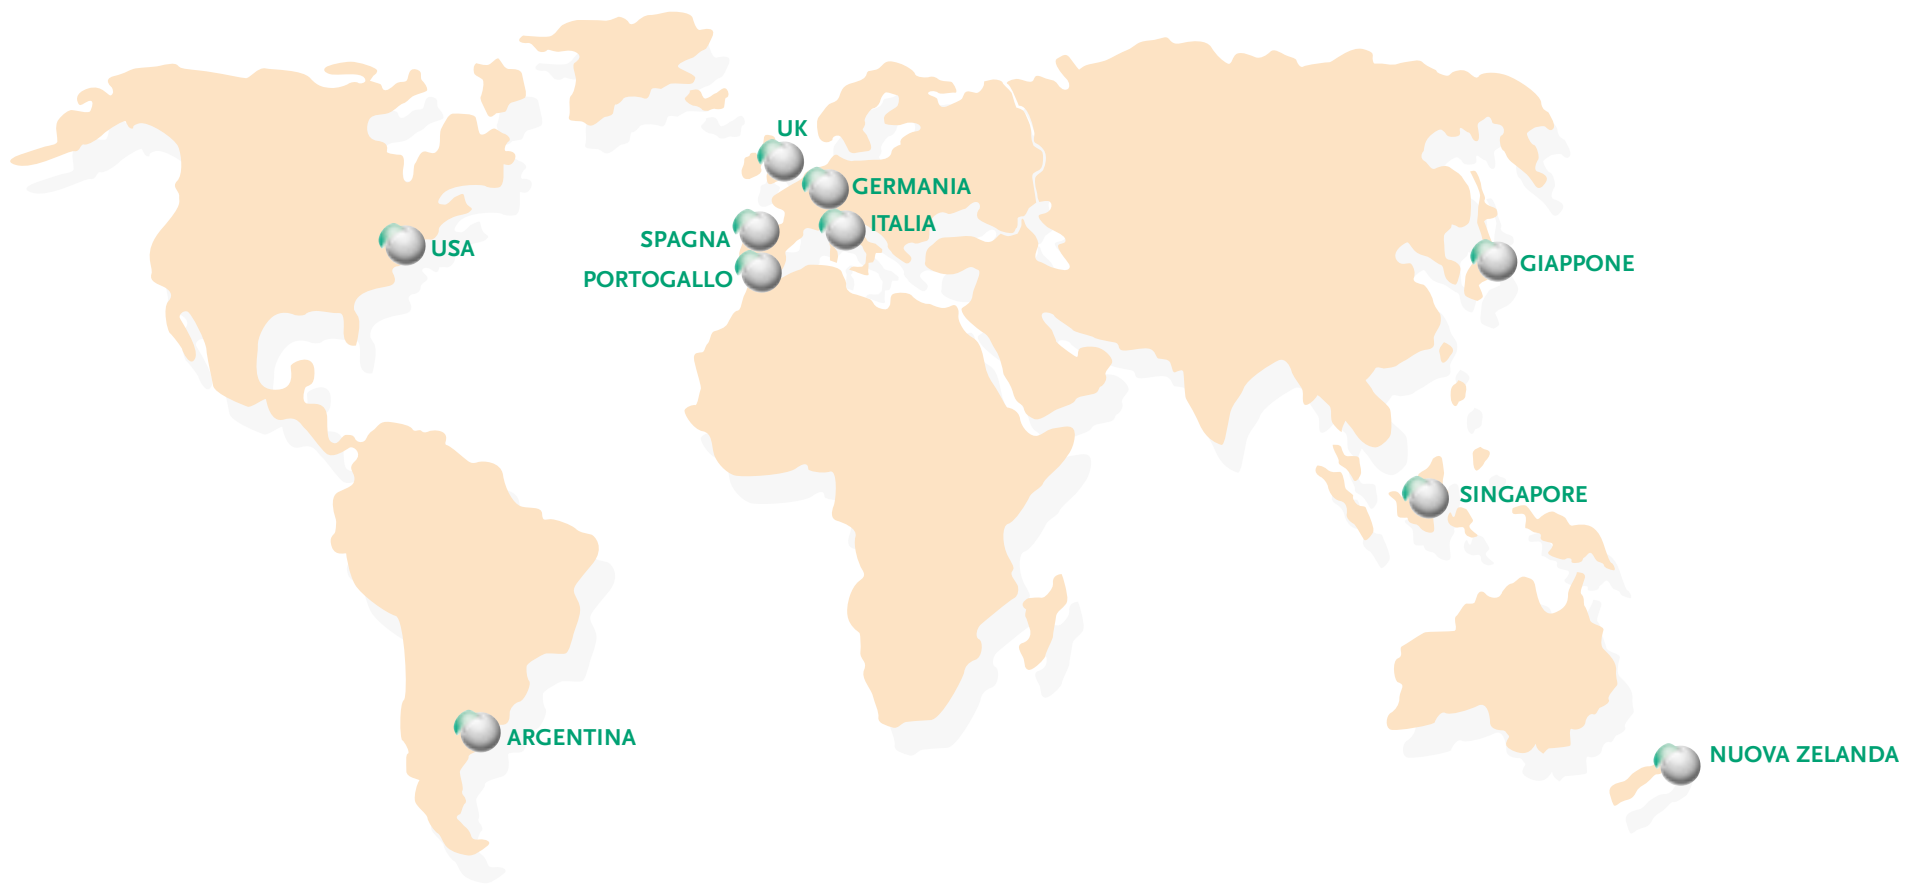 UK
GERMANIA
ITALIA
SPAGNA
USA
GIAPPONE
PORTOGALLO
SINGAPORE
ARGENTINA
NUOVA ZELANDA